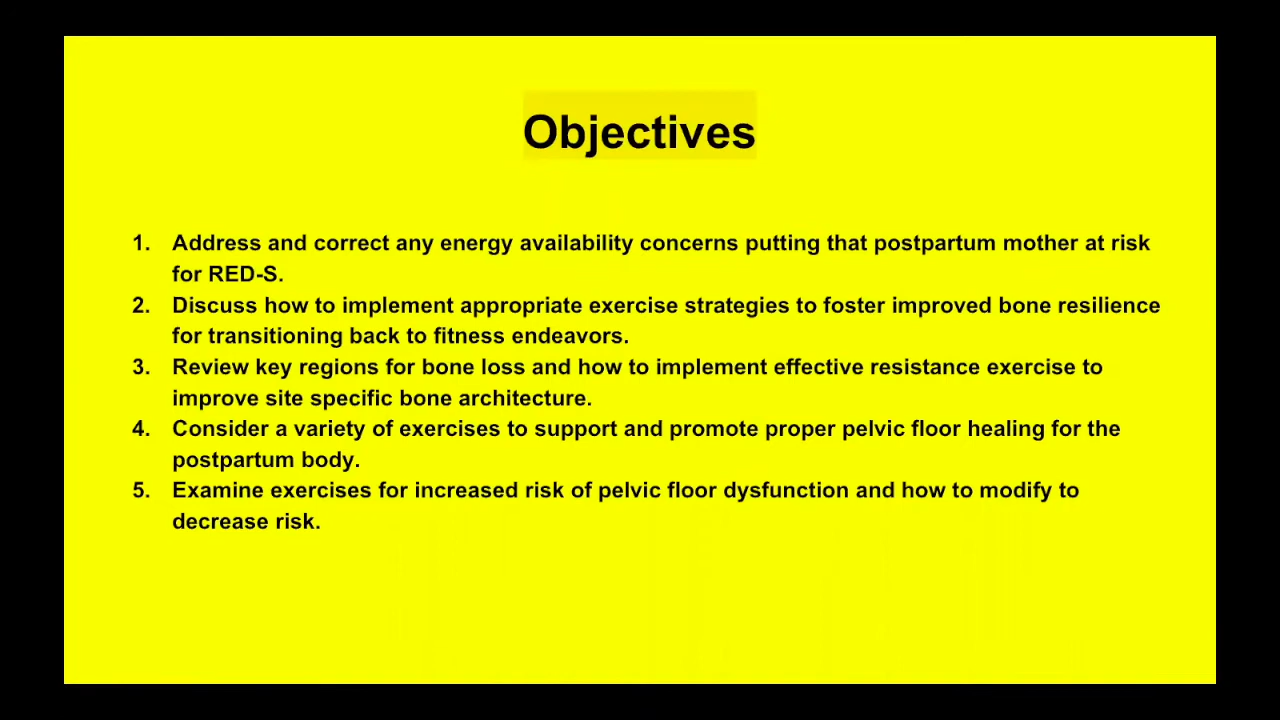 Objectives
1. Address and correct any energy availability concerns putting that postpartum mother at risk
for RED-S.
2. Discuss how to implement appropriate exercise strategies to foster improved bone resilience
for transitioning back to fitness endeavors.
3. Review key regions for bone loss and how to implement effective resistance exercise to
improve site specific bone architecture.
4. Consider a variety of exercises to support and promote proper pelvic floor healing for the
postpartum body.
5. Examine exercises for increased risk of pelvic floor dysfunction and how to modify to
decrease risk.